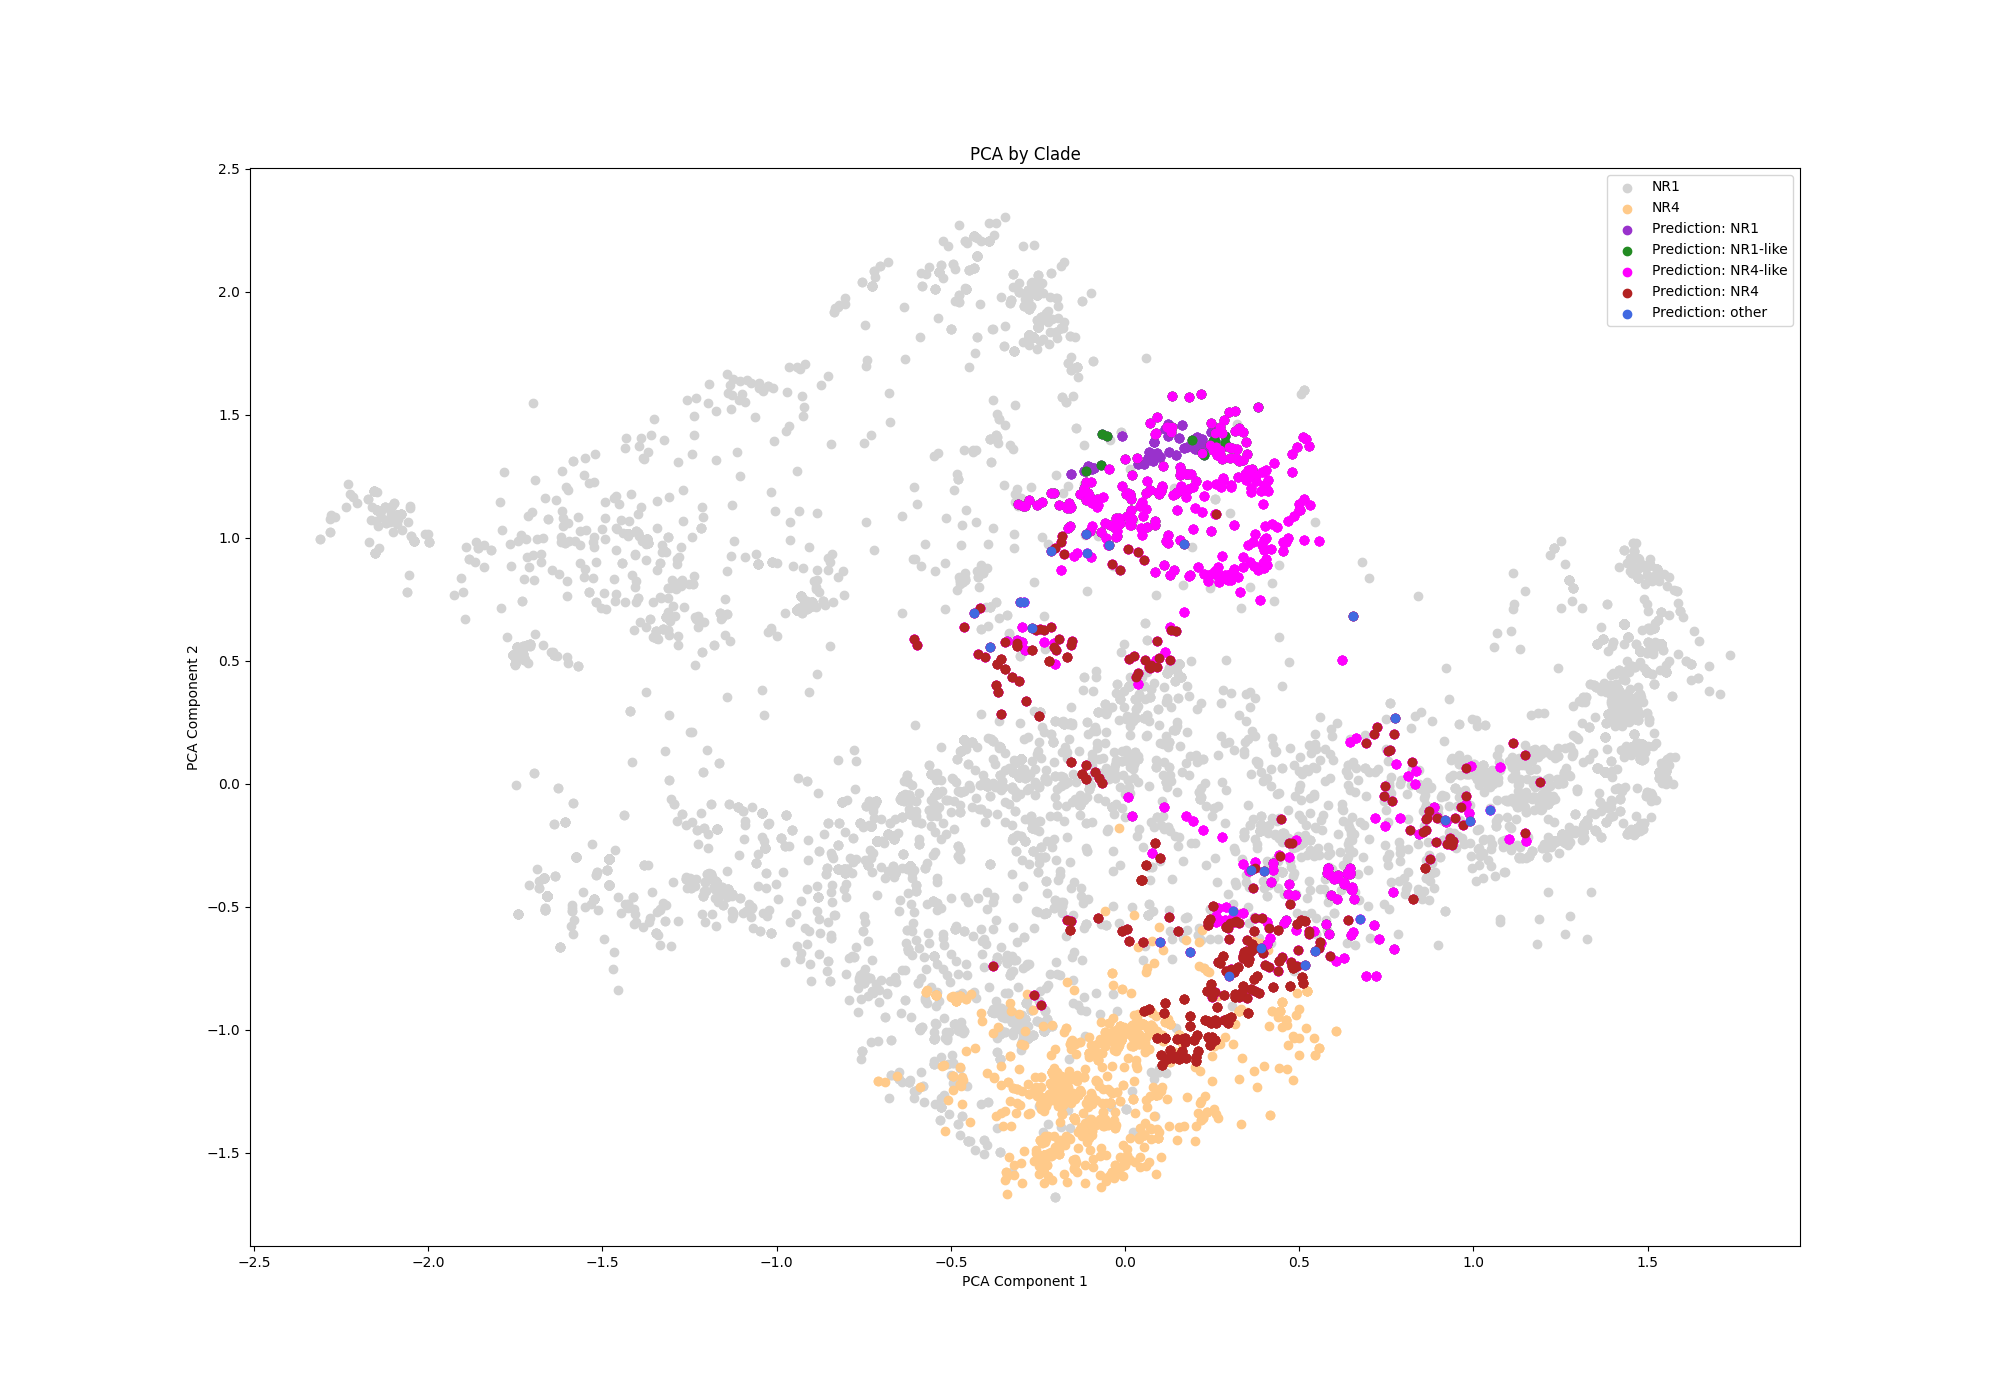 PCA by Clade
2.5
2.0
1.5
1.0
0.5
0.0
−0.5
−1.0
−1.5
PCA Component 2
NR1
NR4
Prediction: NR1
Prediction: NR1-like
Prediction: NR4-like
Prediction: NR4
Prediction: other
−2.5 −2.0 −1.5 −1.0 −0.5 0.0 0.5 1.0 1.5
PCA Component 1